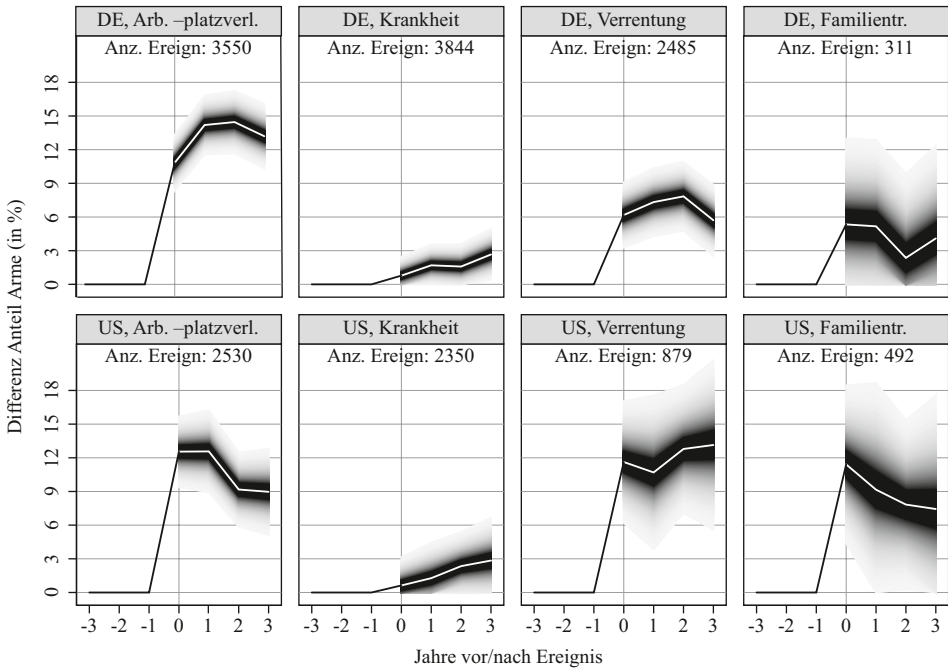 DE, Arb. –platzverl.
Anz. Ereign: 3550
DE, Krankheit
Anz. Ereign: 3844
DE, Verrentung
Anz. Ereign: 2485
DE, Familientr.
Anz. Ereign: 311
18
15
12
9
6
3
0
US, Arb. –platzverl.
Anz. Ereign: 2530
US, Krankheit
Anz. Ereign: 2350
US, Verrentung
Anz. Ereign: 879
US, Familientr.
Anz. Ereign: 492
18
15
12
9
6
3
0
Differenz Anteil Arme (in %)
-3 -2 -1 0 1 2 3
-3 -2 -1 0 1 2 3
-3 -2 -1 0 1 2 3
-3 -2 -1 0 1 2 3
Jahre vor/nach Ereignis